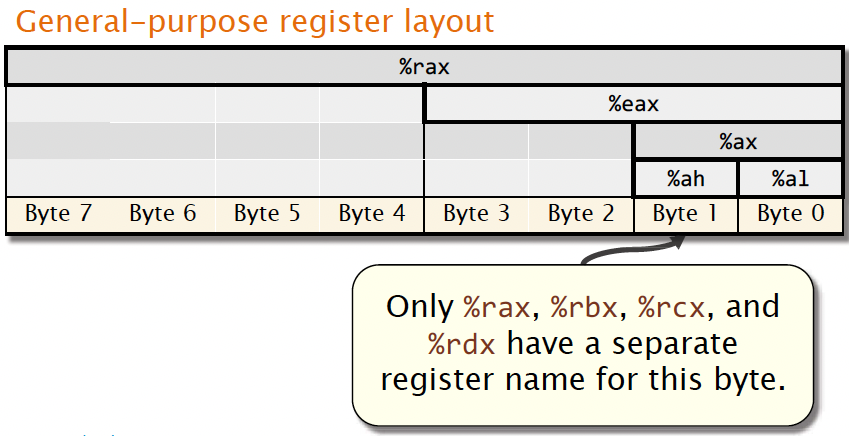 General-purpose register layout
%rax
%eax
%ax
%ah %al
Byte 7 Byte 6 Byte 5 Byte 4 Byte 3 Byte 2 Byte 1 Byte 0
Only %rax, %rbx, %rcx, and
%rdx have a separate
register name for this byte.